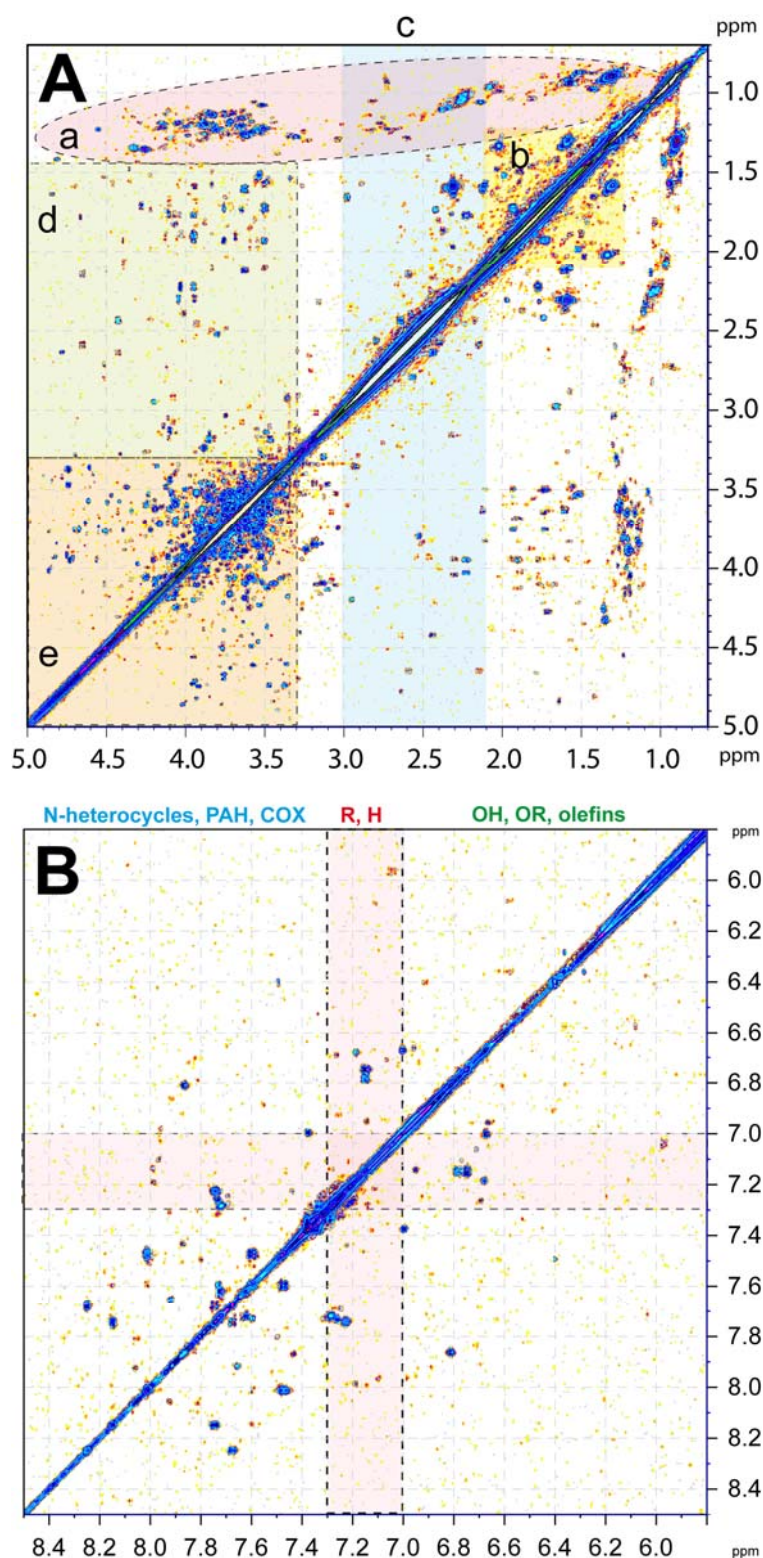 c
ppm
A
1.0
a
b
1.5
d
2.0
2.5
3.0
3.5
4.0
e
4.5
5.0
5.0 4.5 4.0 3.5 3.0 2.5 2.0 1.5 1.0 ppm
N-heterocycles, PAH, COX R, H OH, OR, olefins
ppm
B
6.0
6.2
6.4
6.6
6.8
7.0
7.2
7.4
7.6
7.8
8.0
8.2
8.4
8.4 8.2 8.0 7.8 7.6 7.4 7.2 7.0 6.8 6.6 6.4 6.2 6.0 ppm